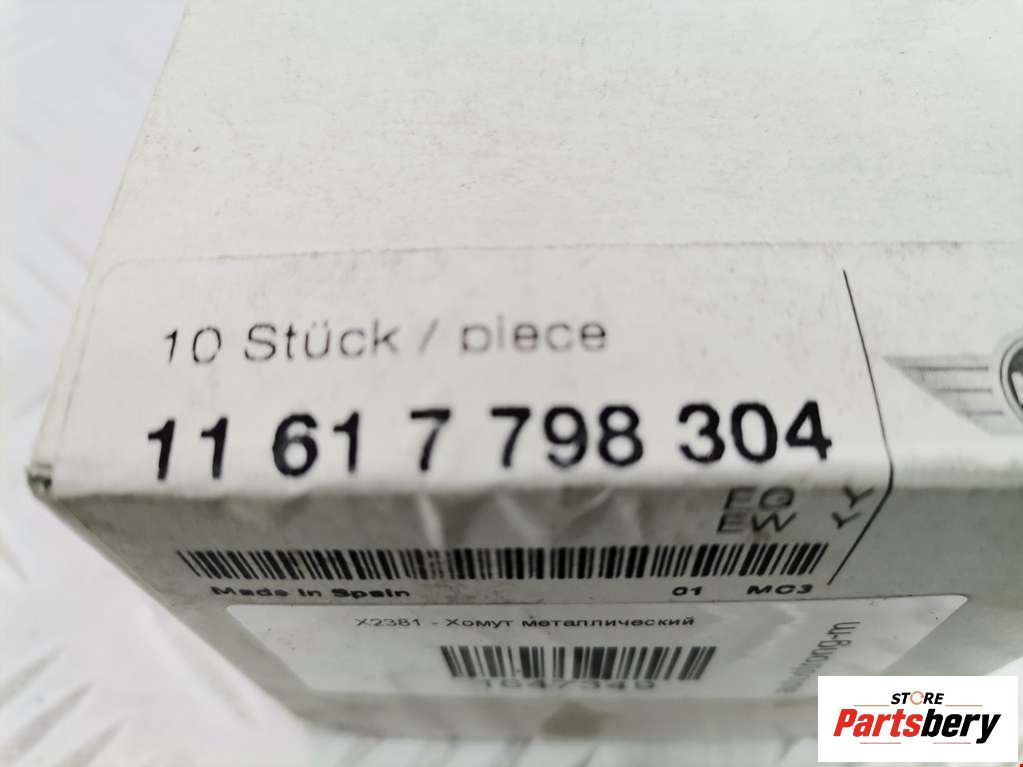 10 Stück / piece
11 61 7 798 304
EQ Y
EW Y
Made in Spain 01 MC3
X2381 - Хомут металлический
STORE
Partsbery